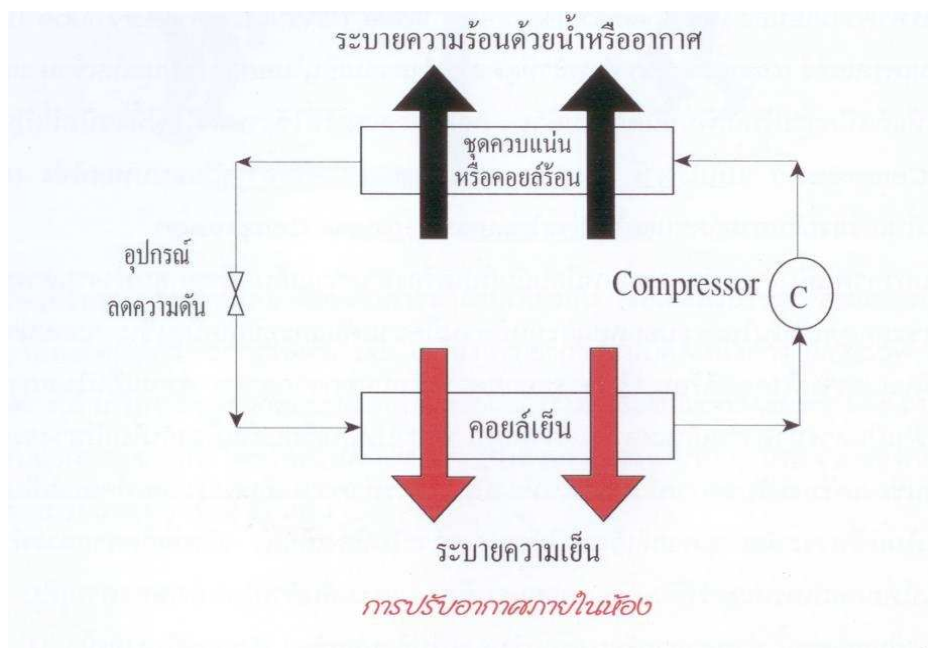 ระบายความร้อนด้วยน้ำหรืออากาศ
ชุดควบแน่น
หรือคอยล์ร้อน
อุปกรณ์
ลดความดัน
Compressor
C
คอยล์เย็น
ระบายความเย็น
การปรับอากาศภายในห้อง